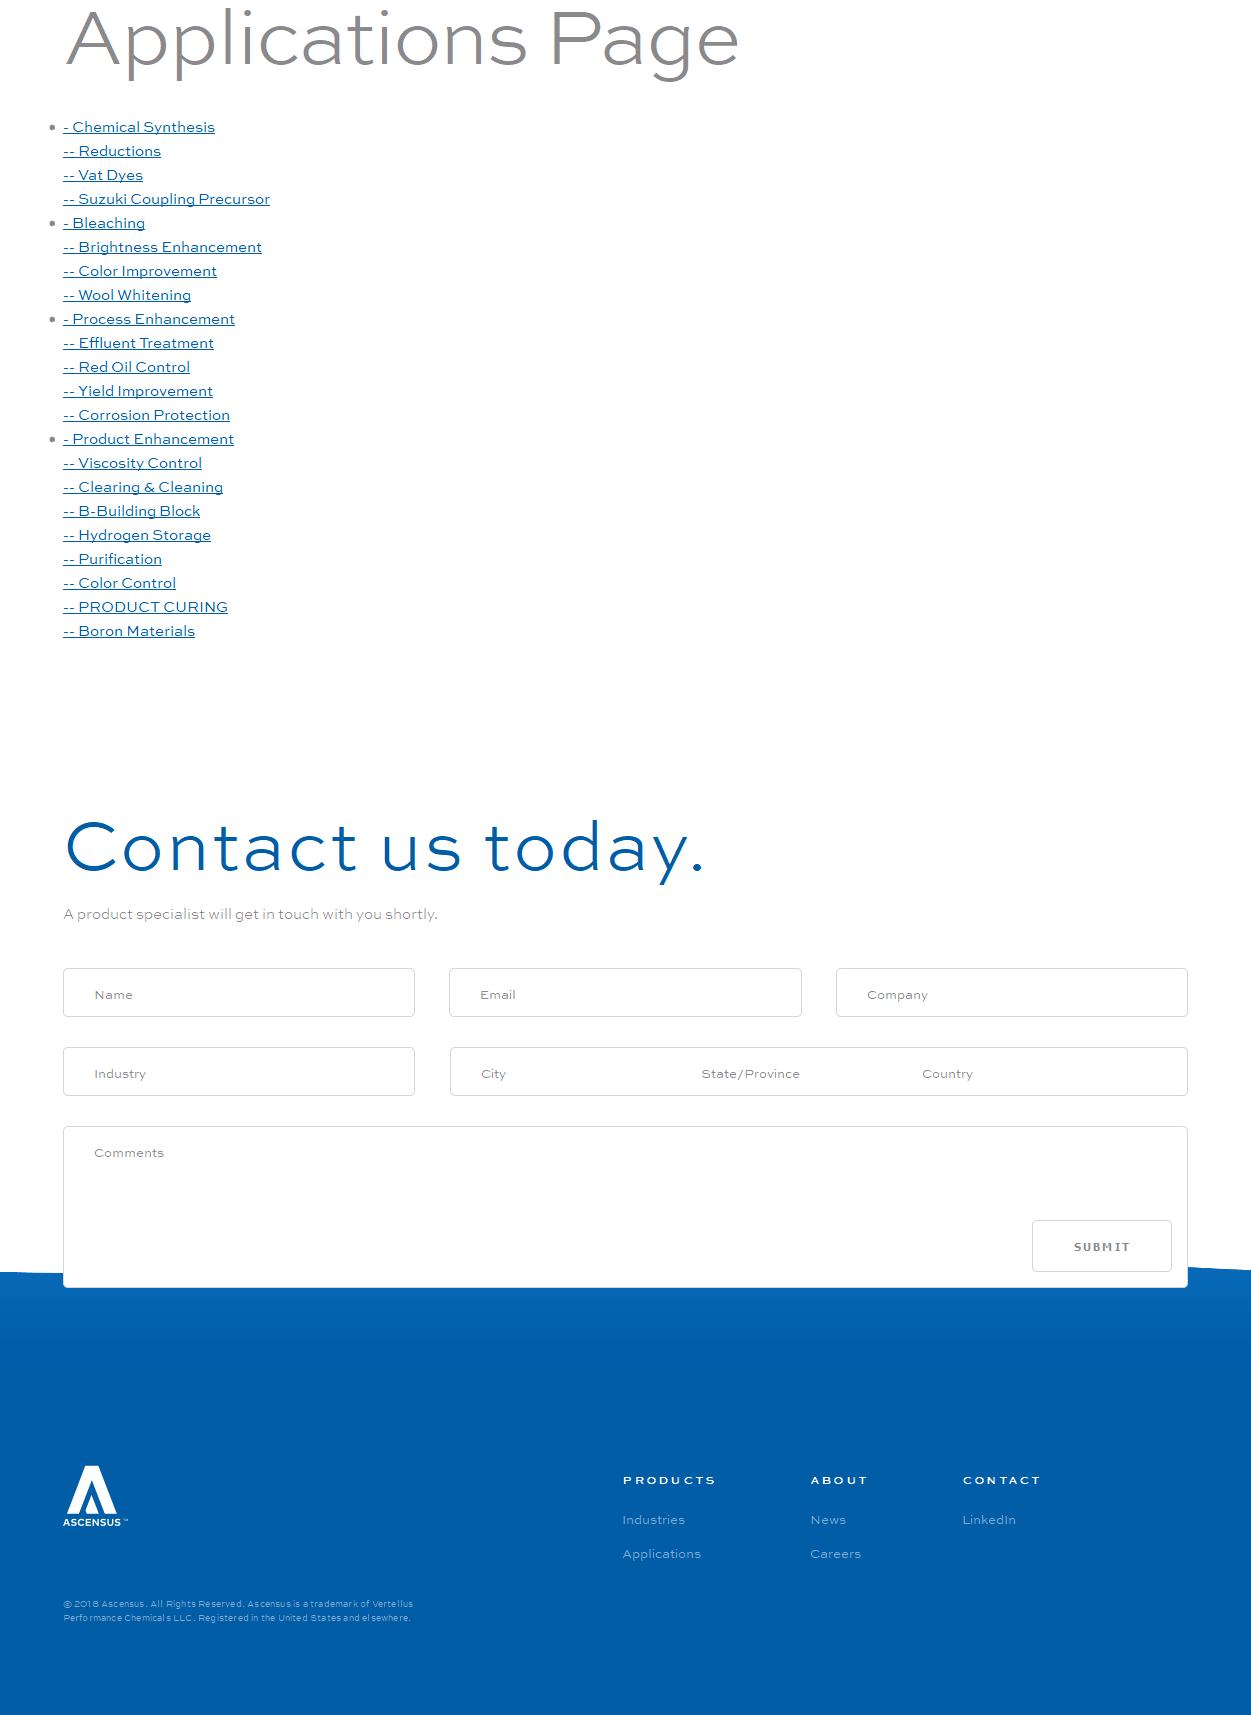 Applications Page
- Chemical Synthesis
-- Reductions
-- Vat Dyes
-- Suzuki Coupling Precursor
- Bleaching
-- Brightness Enhancement
-- Color Improvement
-- Wool Whitening
- Process Enhancement
-- Effluent Treatment
-- Red Oil Control
-- Yield Improvement
-- Corrosion Protection
- Product Enhancement
-- Viscosity Control
-- Clearing & Cleaning
-- B-Building Block
-- Hydrogen Storage
-- Purification
-- Color Control
-- PRODUCT CURING
-- Boron Materials
Contact us today.
A product specialist will get in touch with you shortly.
Name Email Company
Industry City State/Province Country
Comments
SUBMIT
ASCENSUS™
PRODUCTS ABOUT CONTACT
Industries News LinkedIn
Applications Careers
© 2018 Ascensus. All Rights Reserved. Ascensus is a trademark of Vertellus
Performance Chemicals LLC. Registered in the United States and elsewhere.